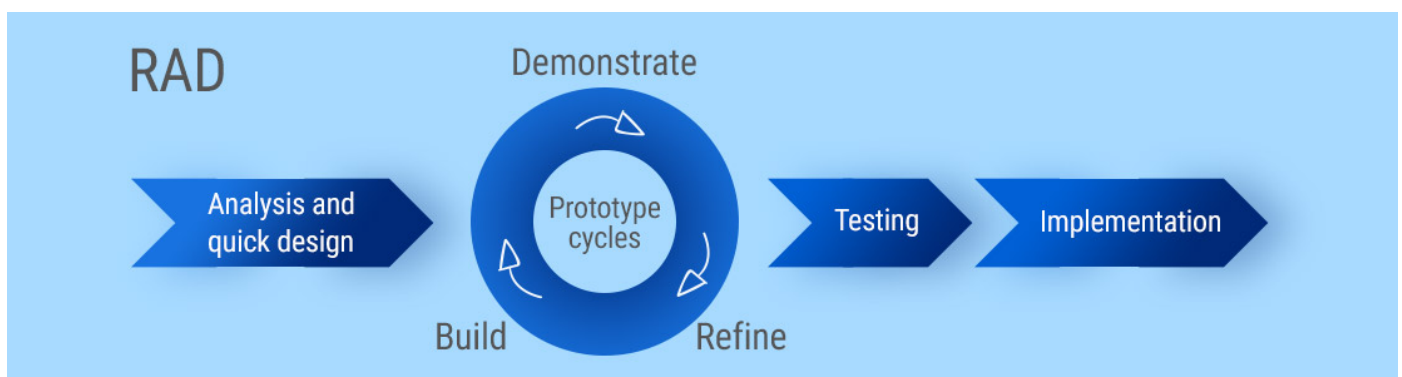 RAD
Demonstrate
Analysis and
quick design
Prototype
cycles
Testing
Implementation
Build
Refine